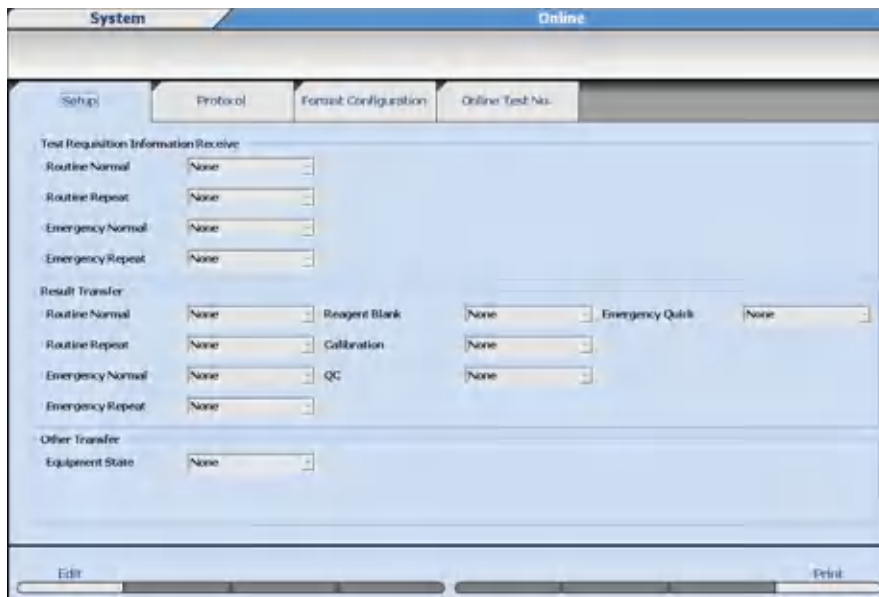 System Online
Setup Protocol Format Configuration Online Test No.
Test Requisition Information Receive
Routine Normal None
Routine Repeat None
Emergency Normal None
Emergency Repeat None
Result Transfer
Routine Normal None Reagent Blank None Emergency Quick None
Routine Repeat None Calibration None
Emergency Normal None QC None
Emergency Repeat None
Other Transfer
Equipment State None
Edit Print